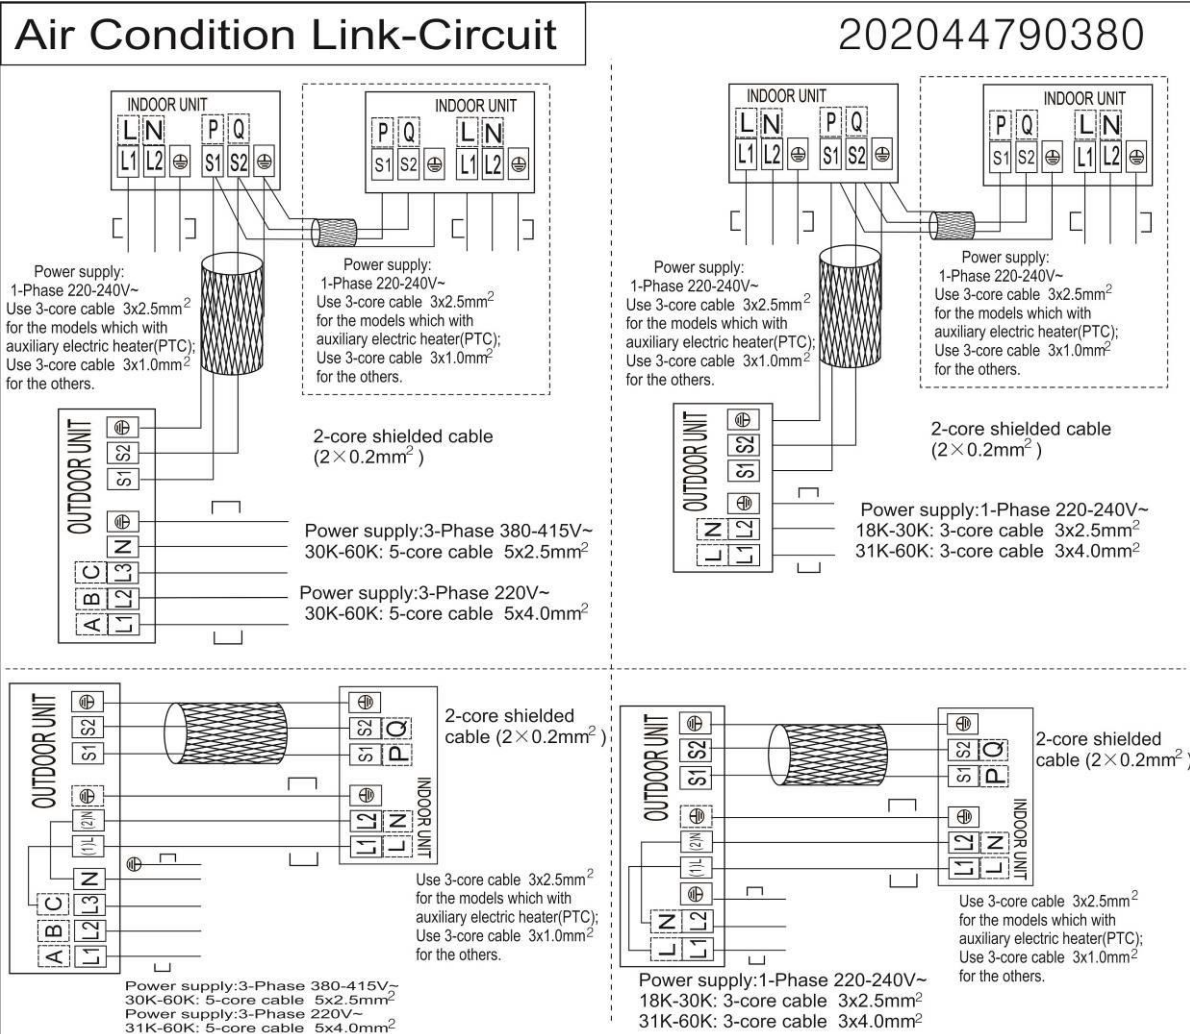 Air Condition Link-Circuit
202044790380
INDOOR UNIT
L N P Q
L1 L2 S1 S2
INDOOR UNIT
P Q L N
S1 S2 L1 L2
Power supply:
1-Phase 220-240V~
Use 3-core cable 3x2.5mm²
for the models which with
auxiliary electric heater(PTC);
Use 3-core cable 3x1.0mm²
for the others.
Power supply:
1-Phase 220-240V~
Use 3-core cable 3x2.5mm²
for the models which with
auxiliary electric heater(PTC);
Use 3-core cable 3x1.0mm²
for the others.
OUTDOOR UNIT
S2
S1
N
C L3
B L2
A L1
2-core shielded cable
(2×0.2mm² )
Power supply:3-Phase 380-415V~
30K-60K: 5-core cable 5x2.5mm²
Power supply:3-Phase 220V~
30K-60K: 5-core cable 5x4.0mm²
INDOOR UNIT
L N P Q
L1 L2 S1 S2
INDOOR UNIT
P Q L N
S1 S2 L1 L2
Power supply:
1-Phase 220-240V~
Use 3-core cable 3x2.5mm²
for the models which with
auxiliary electric heater(PTC);
Use 3-core cable 3x1.0mm²
for the others.
Power supply:
1-Phase 220-240V~
Use 3-core cable 3x2.5mm²
for the models which with
auxiliary electric heater(PTC);
Use 3-core cable 3x1.0mm²
for the others.
OUTDOOR UNIT
S2
S1
N L2
L L1
2-core shielded cable
(2×0.2mm² )
Power supply:1-Phase 220-240V~
18K-30K: 3-core cable 3x2.5mm²
31K-60K: 3-core cable 3x4.0mm²
OUTDOOR UNIT
S2
S1
(2)N
(1)L
N
C L3
B L2
A L1
S2 Q
S1 P
L2 N
L1 L
INDOOR UNIT
2-core shielded
cable (2×0.2mm² )
Use 3-core cable 3x2.5mm²
for the models which with
auxiliary electric heater(PTC);
Use 3-core cable 3x1.0mm²
for the others.
Power supply:3-Phase 380-415V~
30K-60K: 5-core cable 5x2.5mm²
Power supply:3-Phase 220V~
31K-60K: 5-core cable 5x4.0mm²
OUTDOOR UNIT
S2
S1
(2)N
(1)L
N L2
L L1
S2 Q
S1 P
L2 N
L1 L
INDOOR UNIT
2-core shielded
cable (2×0.2mm² )
Use 3-core cable 3x2.5mm²
for the models which with
auxiliary electric heater(PTC);
Use 3-core cable 3x1.0mm²
for the others.
Power supply:1-Phase 220-240V~
18K-30K: 3-core cable 3x2.5mm²
31K-60K: 3-core cable 3x4.0mm²